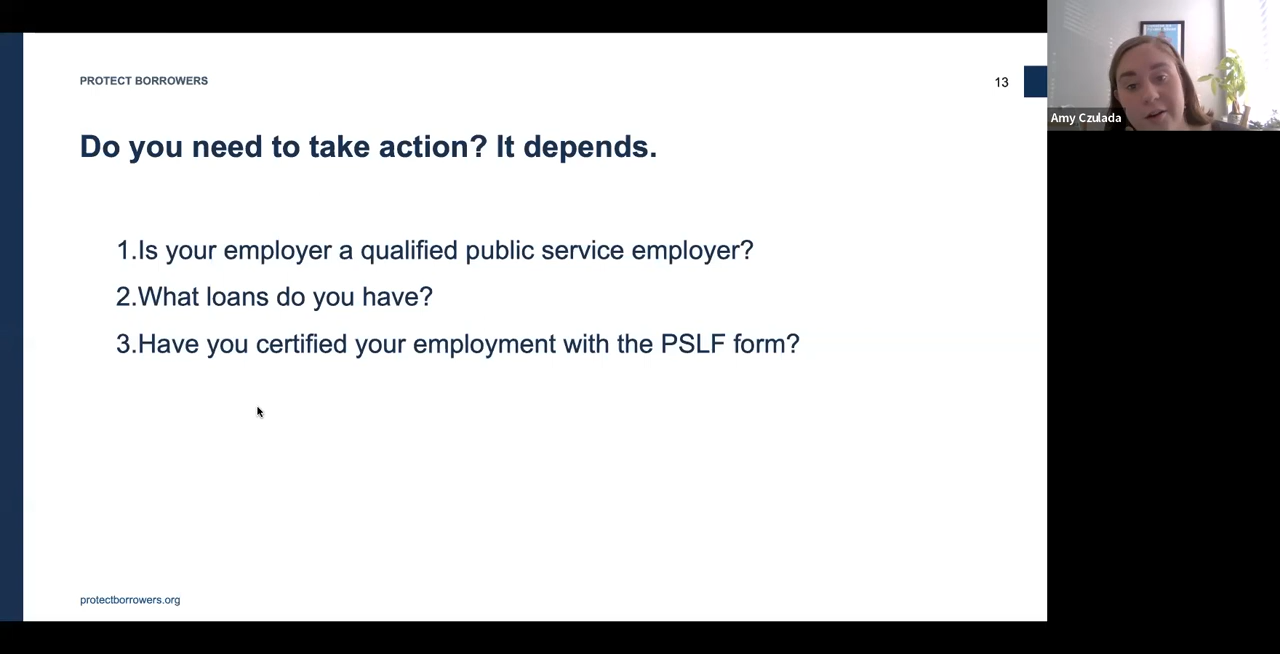 PROTECT BORROWERS
13
Do you need to take action? It depends.
1.Is your employer a qualified public service employer?
2.What loans do you have?
3.Have you certified your employment with the PSLF form?
protectborrowers.org
Amy Czulada